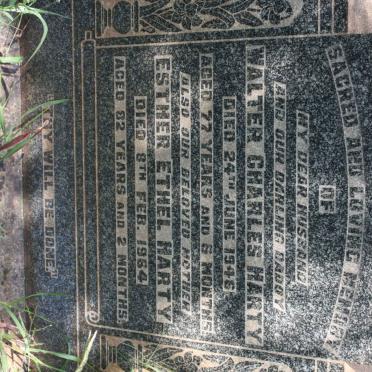 SACRED AND LOVING MEMORY
OF
MY DEAR HUSBAND
AND OUR DARLING DADDY
WALTER CHARLES HARTY
DIED 24TH JUNE 1946
AGED 77 YEARS AND 6 MONTHS
ALSO OUR BELOVED MOTHER
ESTHER ETHEL HARTY
DIED 8TH FEB. 1964.
AGED 82 YEARS AND 2 MONTHS.
"THY WILL BE DONE"